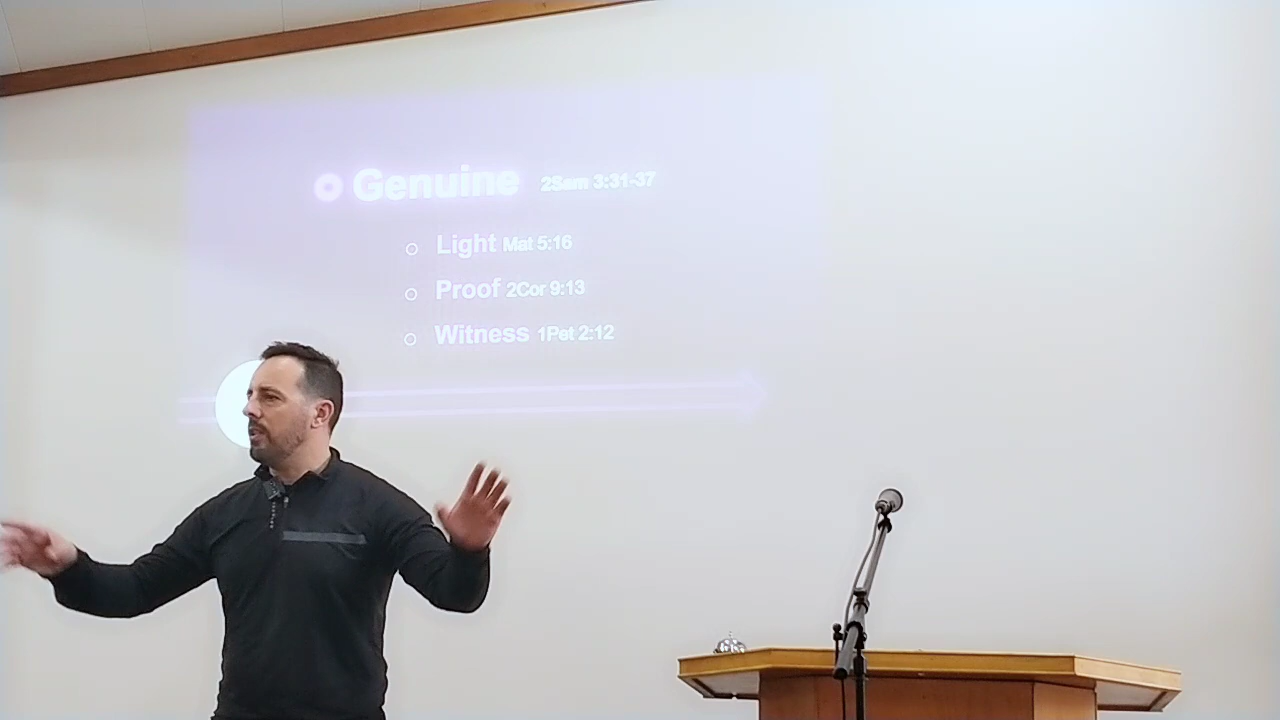 Genuine 2Sam 3:31-37
Light Mat 5:16
Proof 2Cor 9:13
Witness 1Pet 2:12